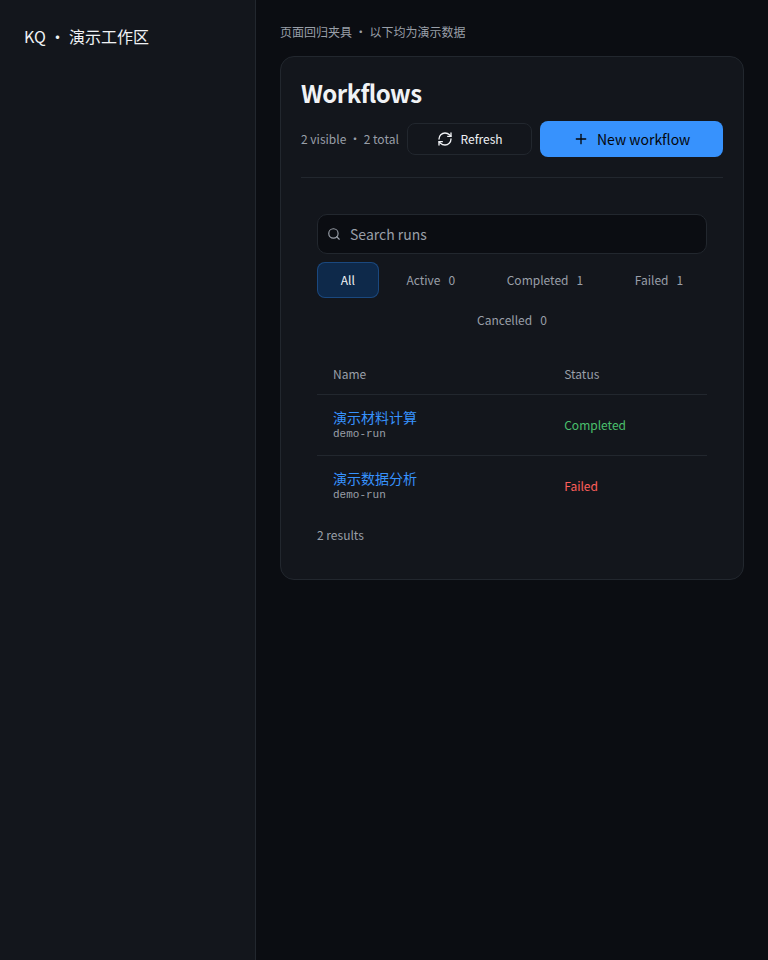 KQ · 演示工作区
页面回归夹具 · 以下均为演示数据
Workflows
2 visible · 2 total
Refresh
New workflow
Search runs
All Active 0 Completed 1 Failed 1
Cancelled 0
Name Status
演示材料计算
demo-run
Completed
演示数据分析
demo-run
Failed
2 results